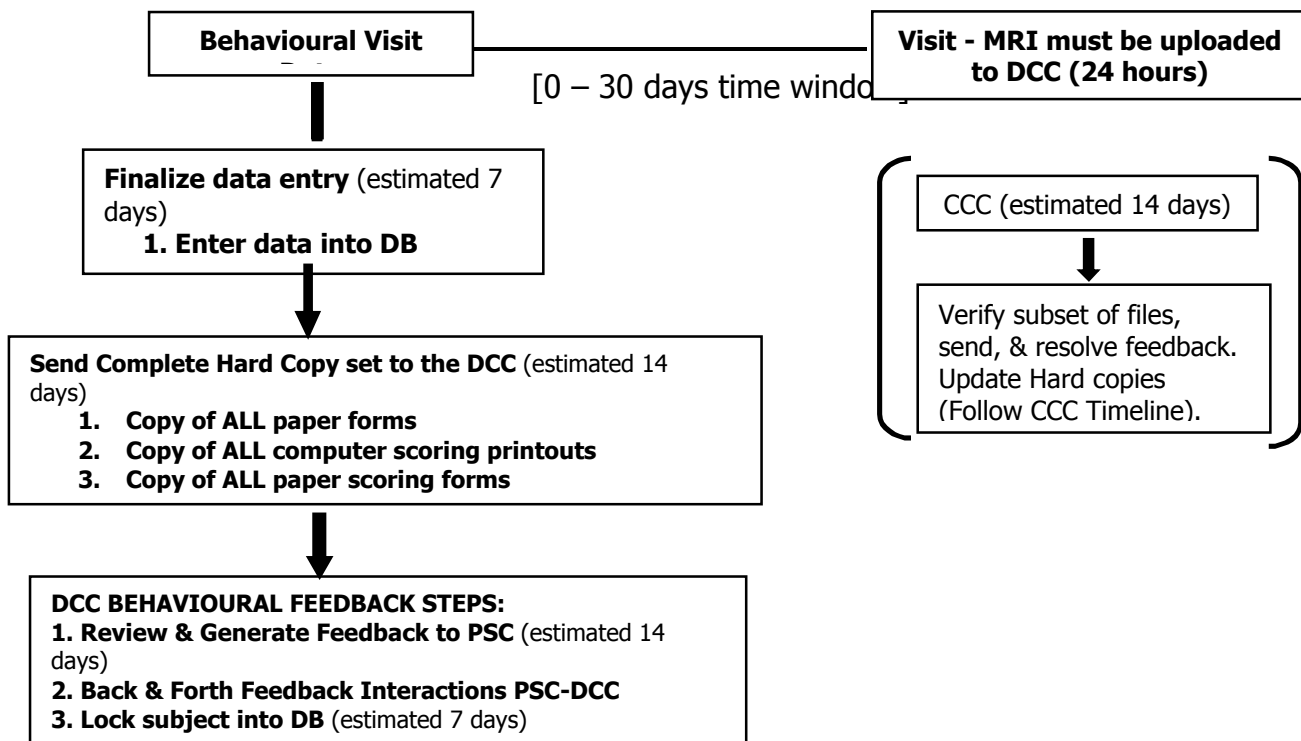 Behavioural Visit
Visit - MRI must be uploaded
to DCC (24 hours)
[0 – 30 days time window]
Finalize data entry (estimated 7
days)
1. Enter data into DB
CCC (estimated 14 days)
Verify subset of files,
send, & resolve feedback.
Update Hard copies
(Follow CCC Timeline).
Send Complete Hard Copy set to the DCC (estimated 14
days)
1. Copy of ALL paper forms
2. Copy of ALL computer scoring printouts
3. Copy of ALL paper scoring forms
DCC BEHAVIOURAL FEEDBACK STEPS:
1. Review & Generate Feedback to PSC (estimated 14
days)
2. Back & Forth Feedback Interactions PSC-DCC
3. Lock subject into DB (estimated 7 days)